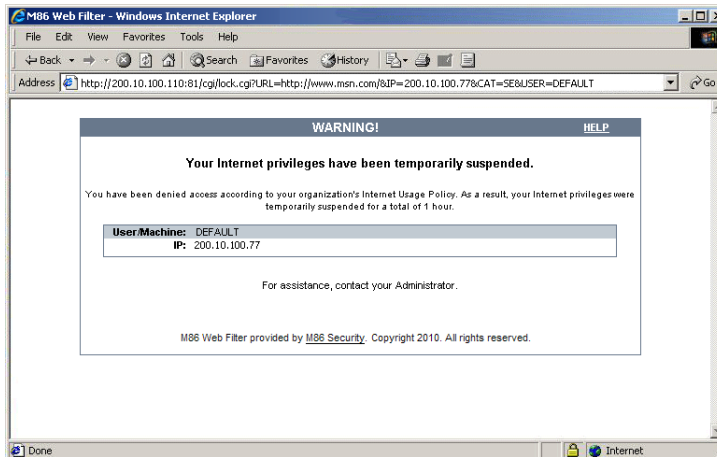 M86 Web Filter - Windows Internet Explorer
File Edit View Favorites Tools Help
Back Search Favorites History
Address http://200.10.100.110:81/cgi/lock.cgi?URL=http://www.msn.com/&IP=200.10.100.77&CAT=SE&USER=DEFAULT Go
WARNING! HELP
Your Internet privileges have been temporarily suspended.
You have been denied access according to your organization's Internet Usage Policy. As a result, your Internet privileges were
temporarily suspended for a total of 1 hour.
User/Machine: DEFAULT
IP: 200.10.100.77
For assistance, contact your Administrator.
M86 Web Filter provided by M86 Security. Copyright 2010. All rights reserved.
Done Internet